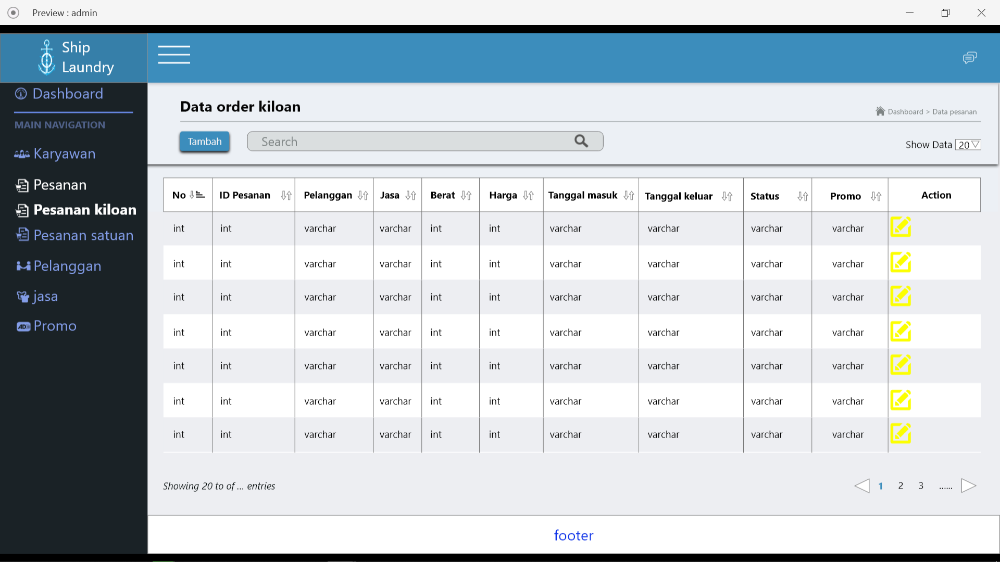 Preview : admin
Ship
Laundry
Dashboard
MAIN NAVIGATION
Karyawan
Pesanan
Pesanan kiloan
Pesanan satuan
Pelanggan
jasa
AD Promo
Data order kiloan
Dashboard > Data pesanan
Tambah
Search
Show Data 20
No ID Pesanan Pelanggan Jasa Berat Harga Tanggal masuk Tanggal keluar Status Promo Action
int int varchar varchar int int varchar varchar varchar varchar
int int varchar varchar int int varchar varchar varchar varchar
int int varchar varchar int int varchar varchar varchar varchar
int int varchar varchar int int varchar varchar varchar varchar
int int varchar varchar int int varchar varchar varchar varchar
int int varchar varchar int int varchar varchar varchar varchar
int int varchar varchar int int varchar varchar varchar varchar
Showing 20 to of ... entries
1 2 3 ......
footer